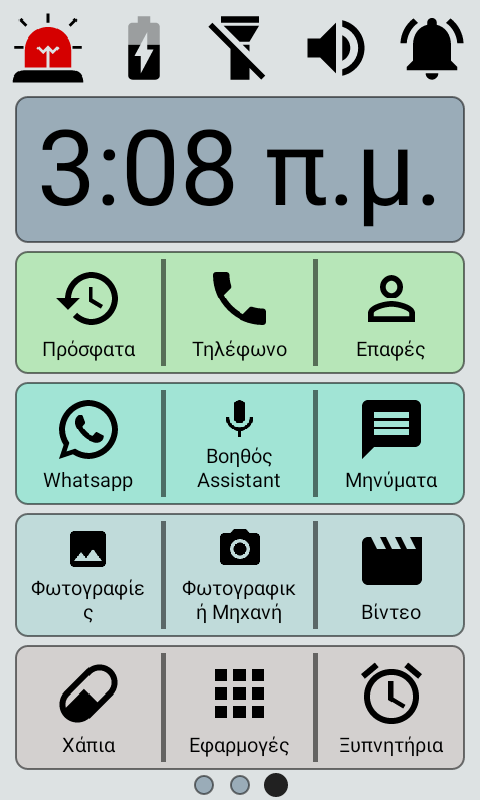 3:08 π.μ.
Πρόσφατα
Τηλέφωνο
Επαφές
Whatsapp
Βοηθός
Assistant
Μηνύματα
Φωτογραφίε
ς
Φωτογραφικ
ή Μηχανή
Βίντεο
Χάπια
Εφαρμογές
Ξυπνητήρια